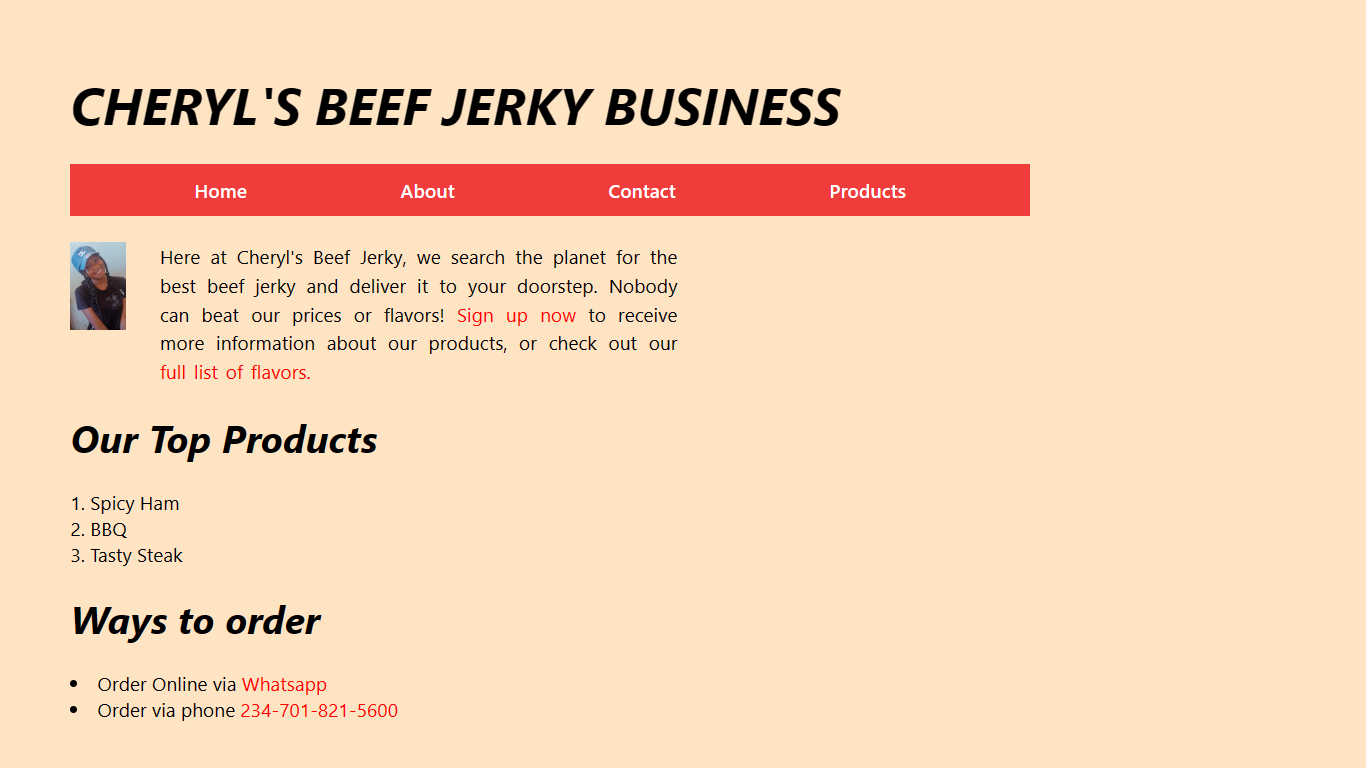 CHERYL'S BEEF JERKY BUSINESS
Home About Contact Products
Here at Cheryl's Beef Jerky, we search the planet for the
best beef jerky and deliver it to your doorstep. Nobody
can beat our prices or flavors! Sign up now to receive
more information about our products, or check out our
full list of flavors.
Our Top Products
1. Spicy Ham
2. BBQ
3. Tasty Steak
Ways to order
• Order Online via Whatsapp
• Order via phone 234-701-821-5600